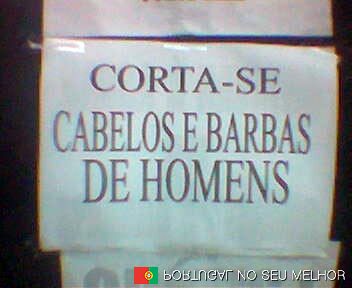 CORTA-SE
CABELOS E BARBAS
DE HOMENS
PORTUGAL NO SEU MELHOR